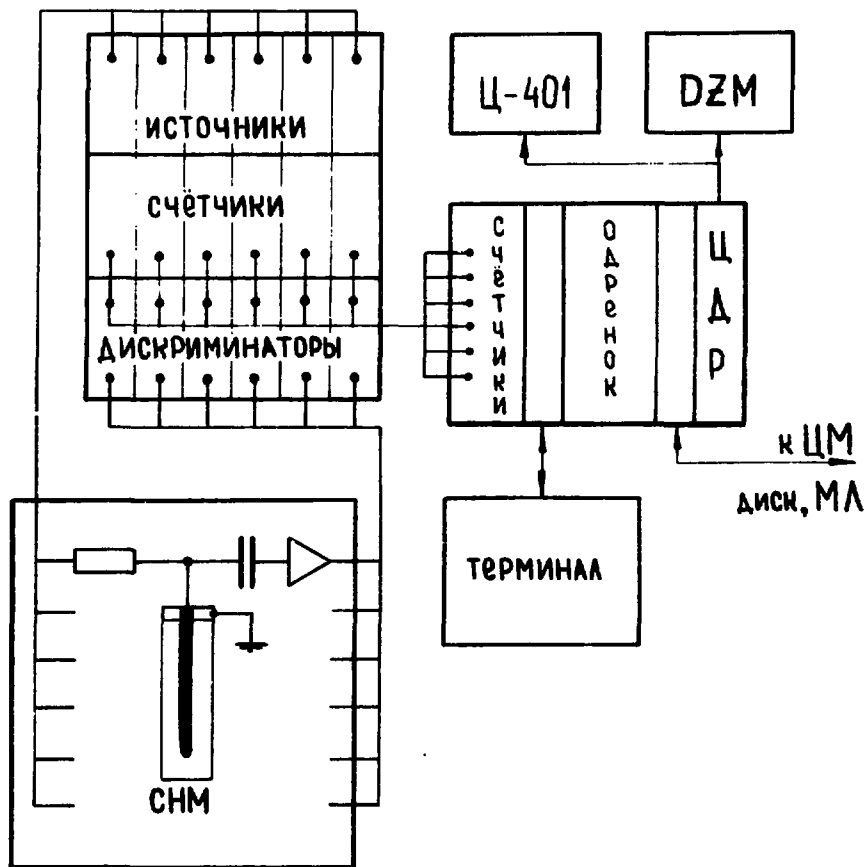 Ц-401
DZM
источники
счётчики
дискриминаторы
счётчики
одренок
ЦДР
к ЦМ
диск, МЛ
терминал
СНМ